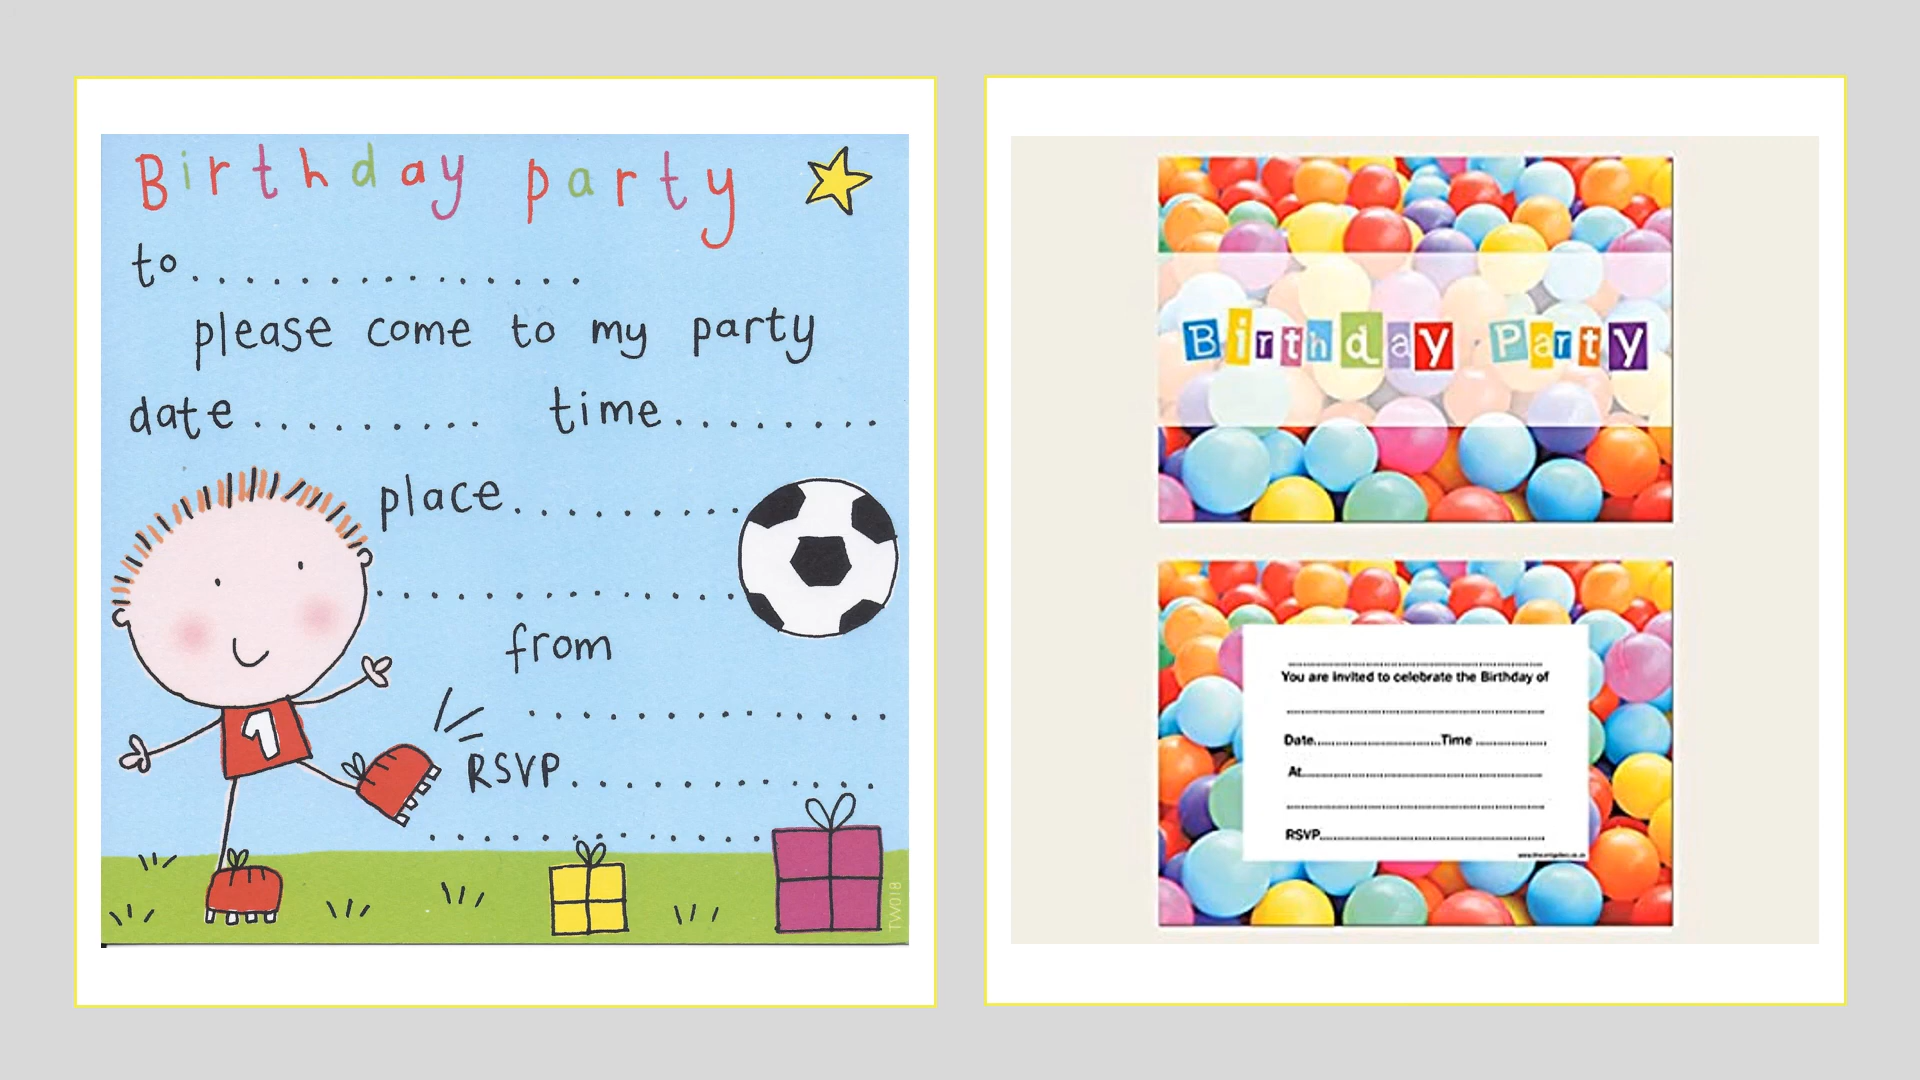 Birthday party
to................
please come to my party
date.......... time........
place.........
..............
from
..............
RSVP............
.............
1
TW018
Birthday Party
..............................
You are invited to celebrate the Birthday of
..............................
Date..............................Time ..................
At..............................
..............................
RSVP..............................